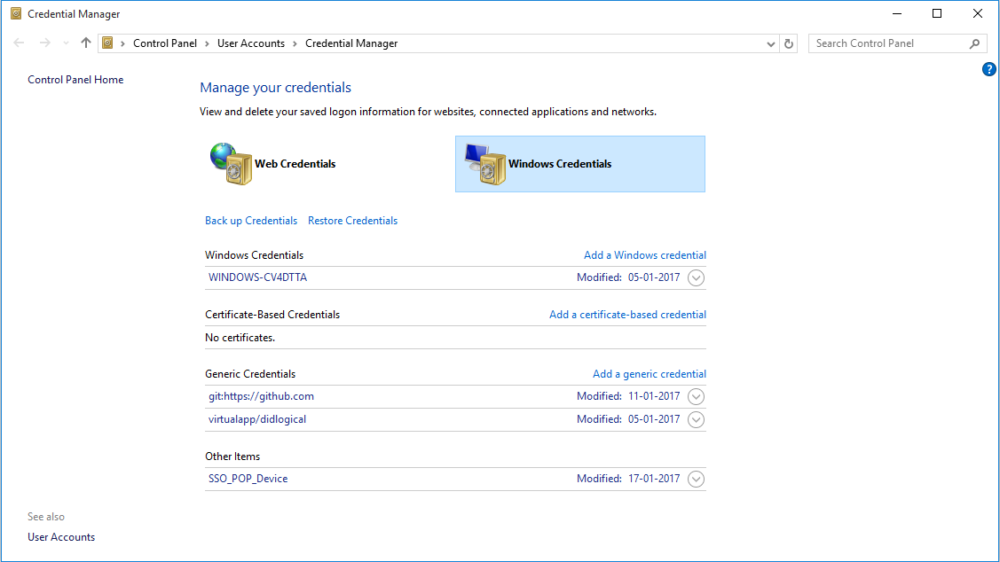 Credential Manager
Control Panel > User Accounts > Credential Manager
Search Control Panel
?
Control Panel Home
Manage your credentials
View and delete your saved logon information for websites, connected applications and networks.
Web Credentials
Windows Credentials
Back up Credentials Restore Credentials
Windows Credentials Add a Windows credential
WINDOWS-CV4DTTA Modified: 05-01-2017
Certificate-Based Credentials Add a certificate-based credential
No certificates.
Generic Credentials Add a generic credential
git:https://github.com Modified: 11-01-2017
virtualapp/didlogical Modified: 05-01-2017
Other Items
SSO_POP_Device Modified: 17-01-2017
See also
User Accounts